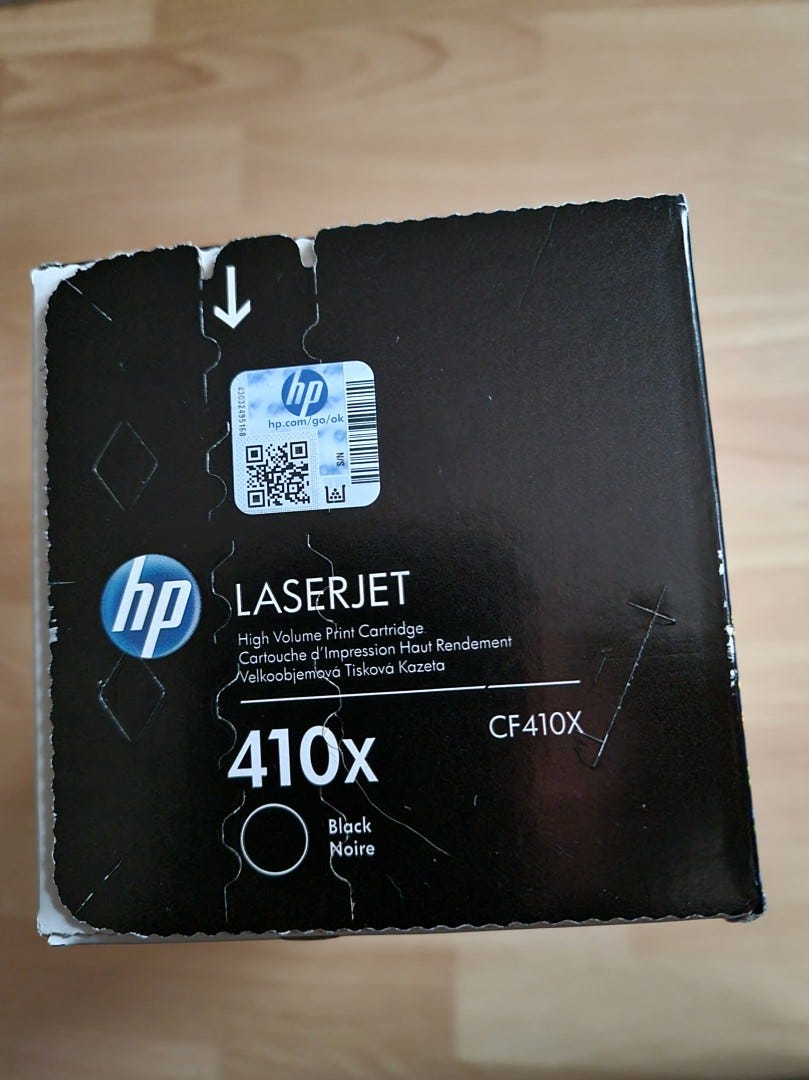 hp
hp.com/go/ok
43032495168
S/N
hp
LASERJET
High Volume Print Cartridge
Cartouche d'Impression Haut Rendement
Velkoobjemová Tisková Kazeta
410x
CF410X
Black
Noire